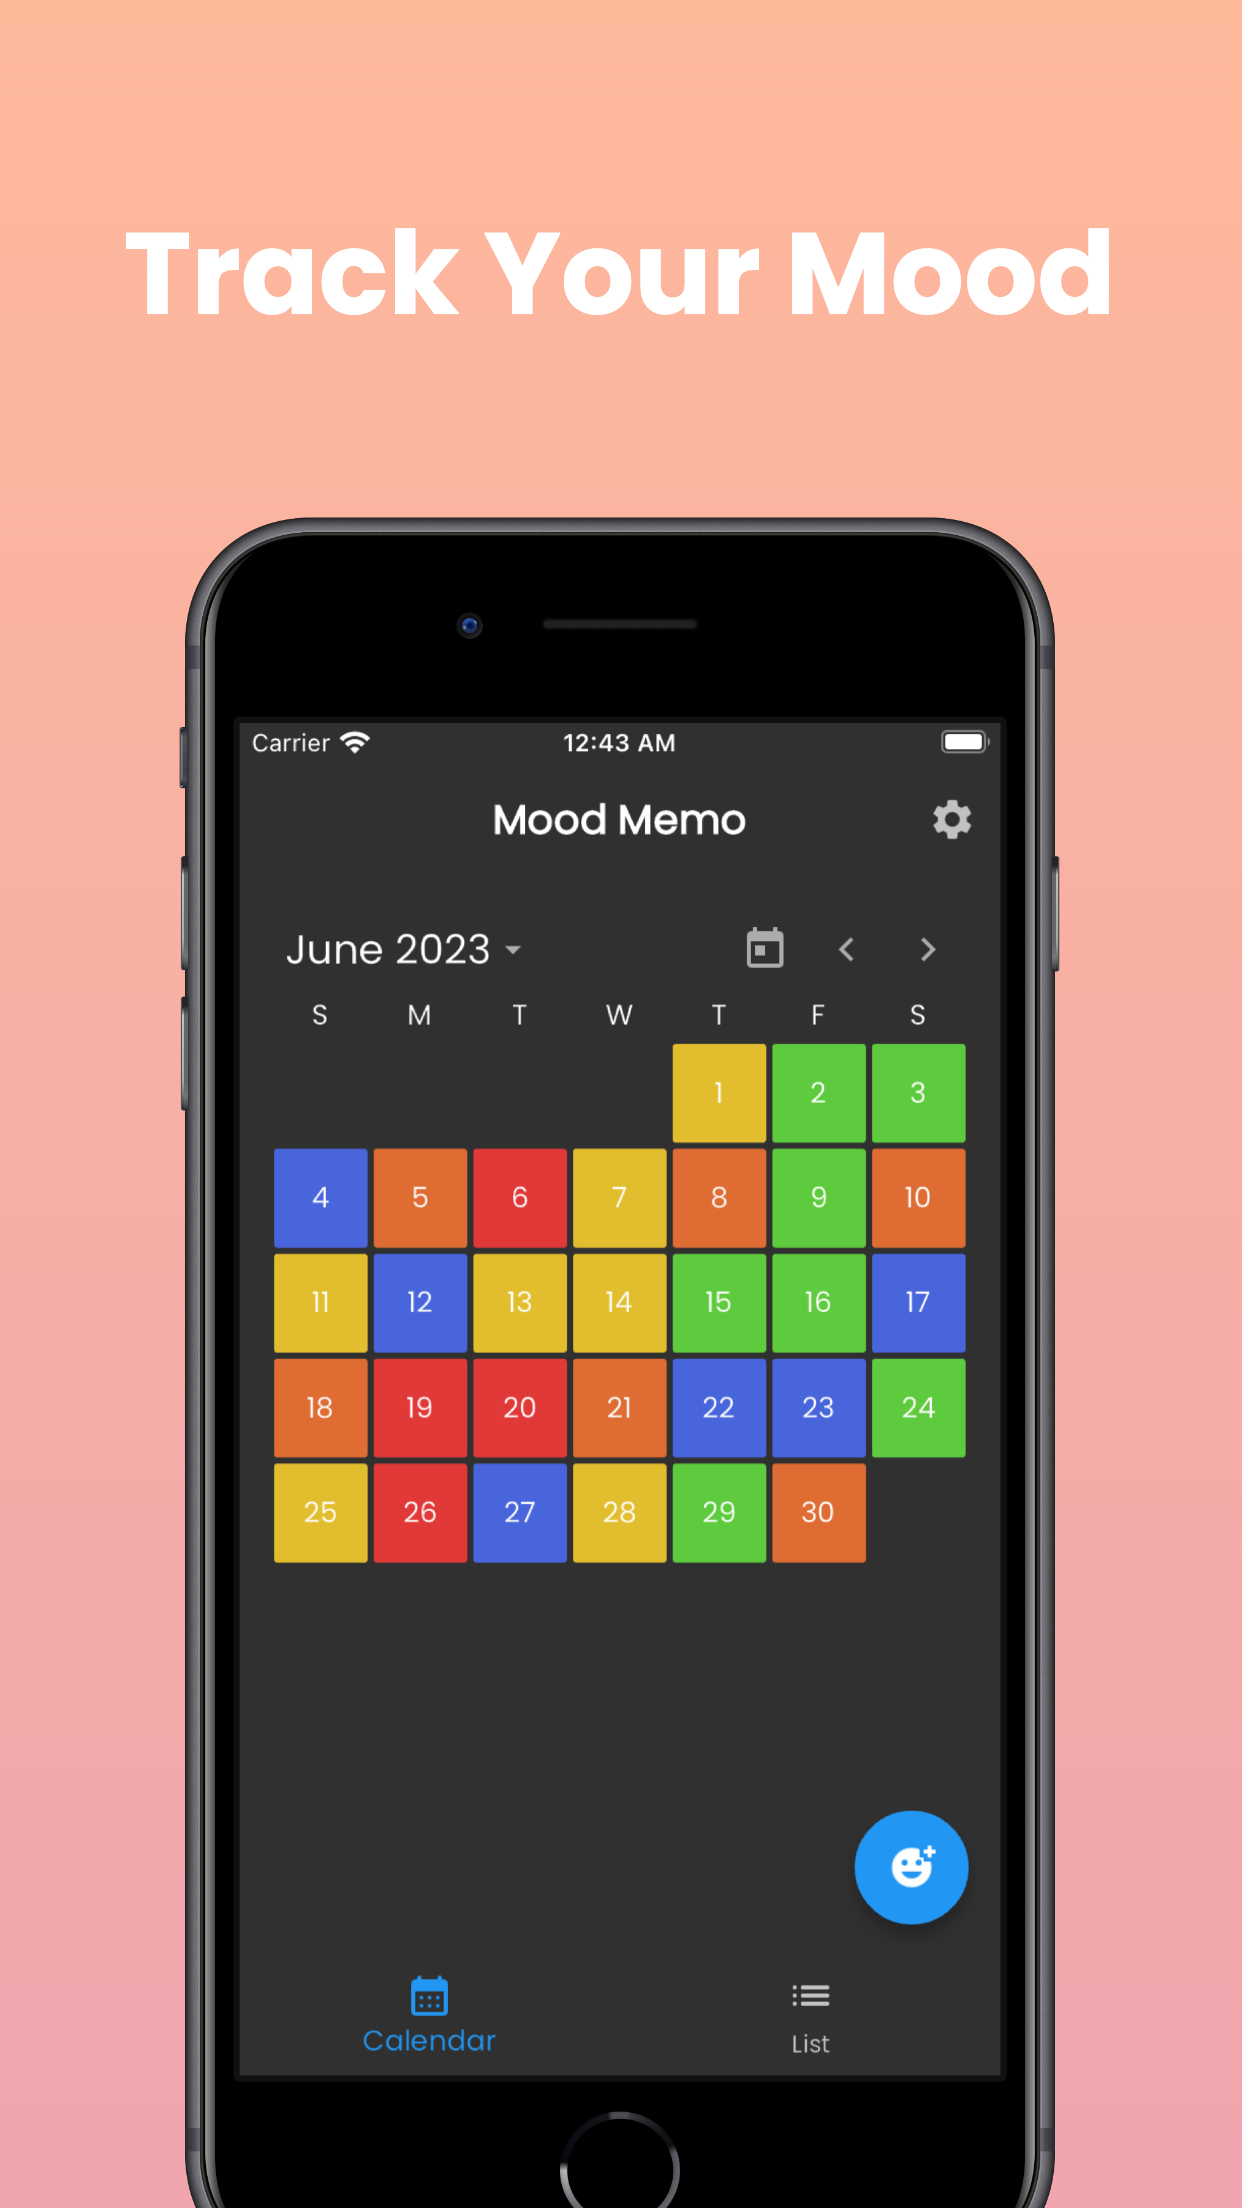 Track Your Mood
Carrier 12:43 AM
Mood Memo
June 2023
S M T W T F S
1 2 3
4 5 6 7 8 9 10
11 12 13 14 15 16 17
18 19 20 21 22 23 24
25 26 27 28 29 30
Calendar List